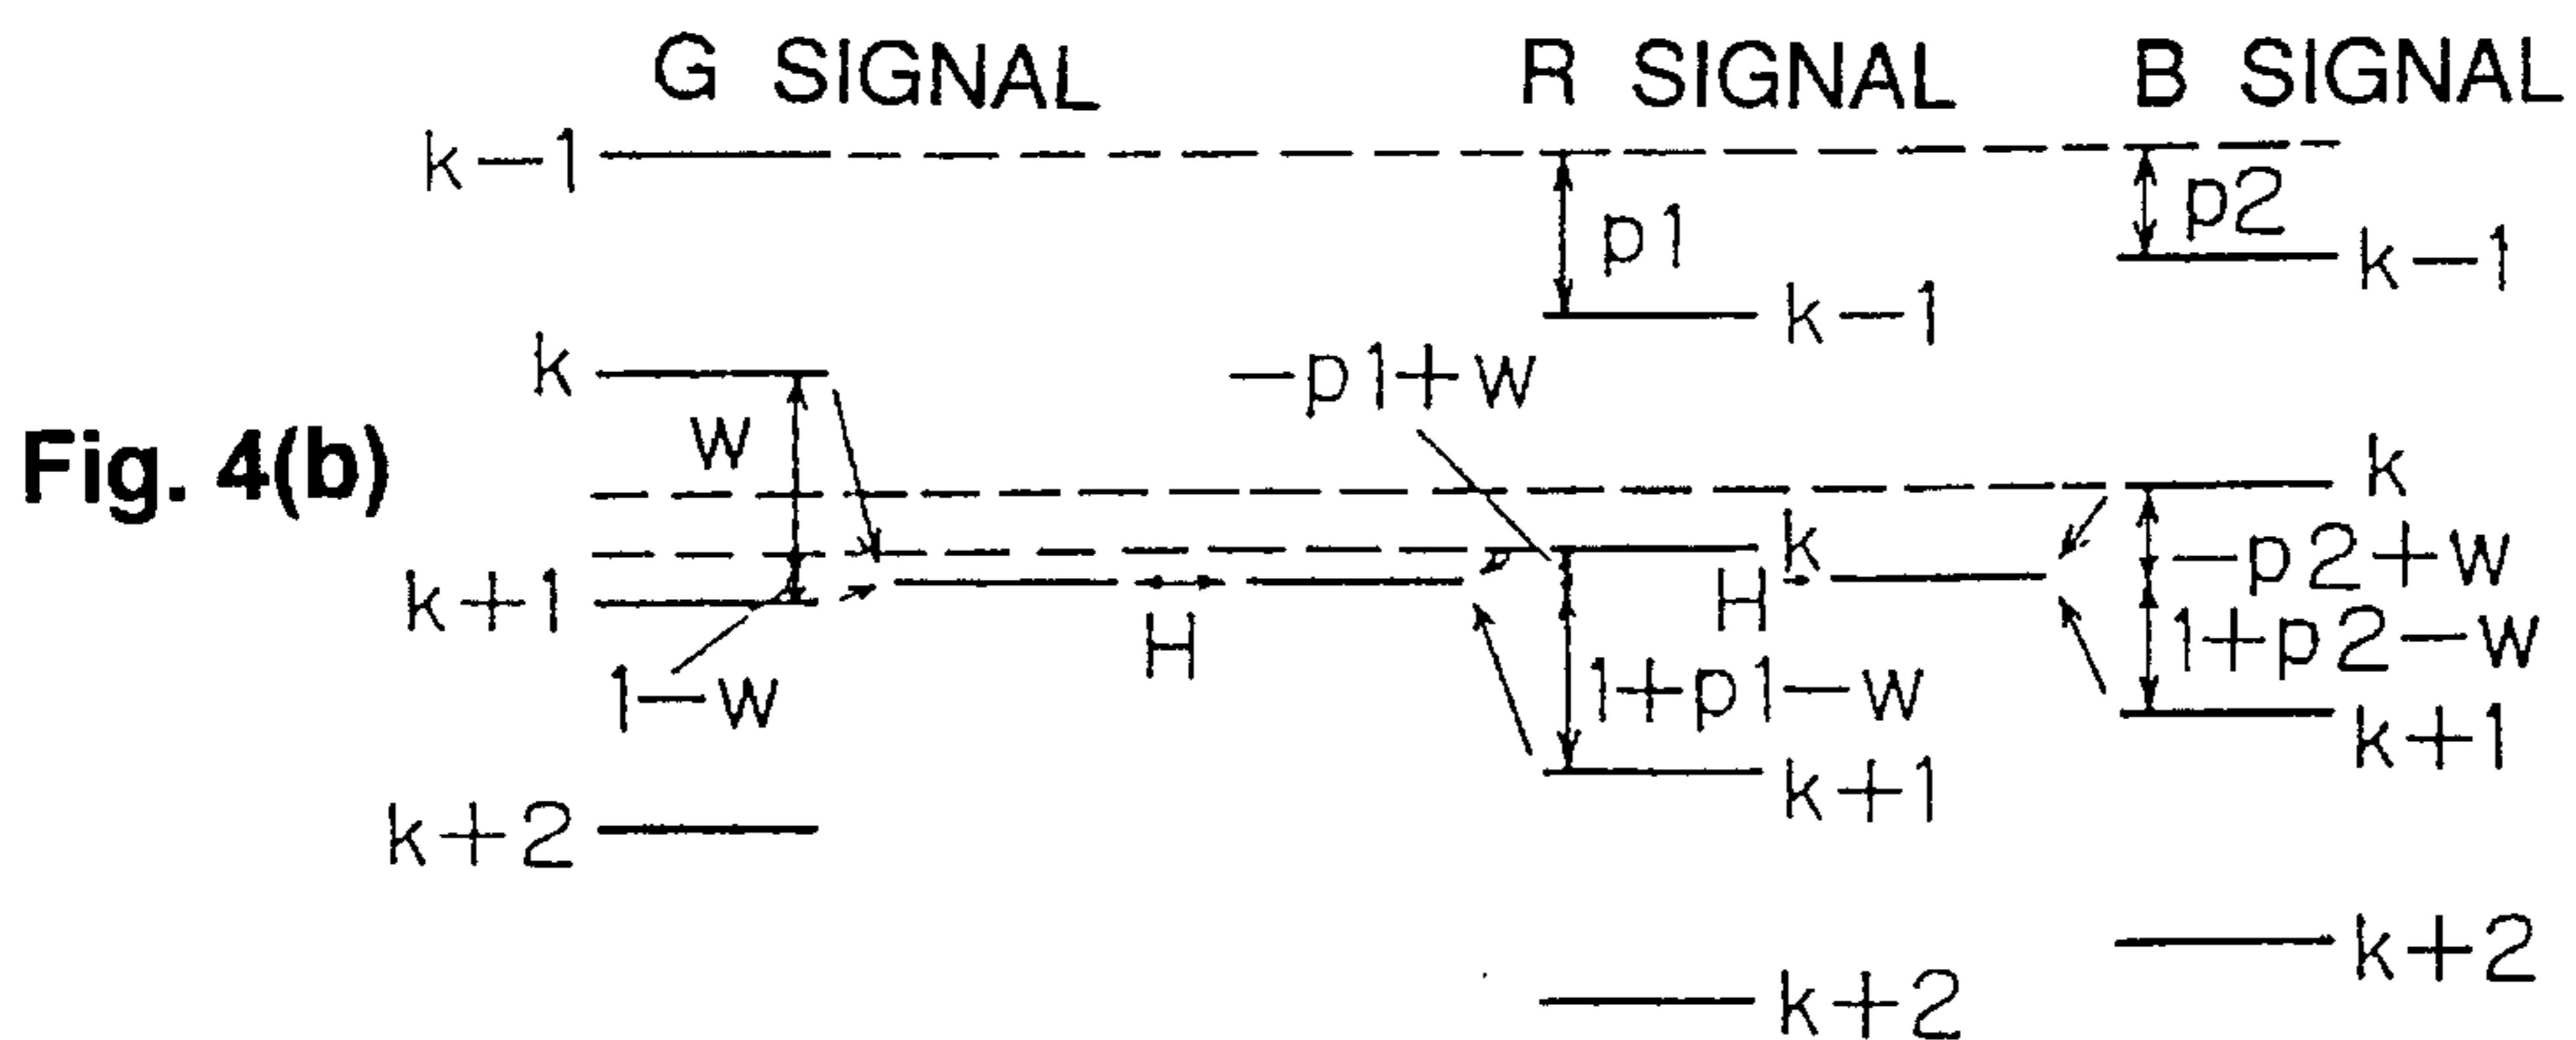 G SIGNAL R SIGNAL B SIGNAL
k-1
p1
p2
k-1
k-1
k
-p1+w
w
k
Fig. 4(b)
k
-p2+w
k+1
H
H
1+p2-w
1-w
1+p1-w
k+1
k+1
k+2
k+2
k+2